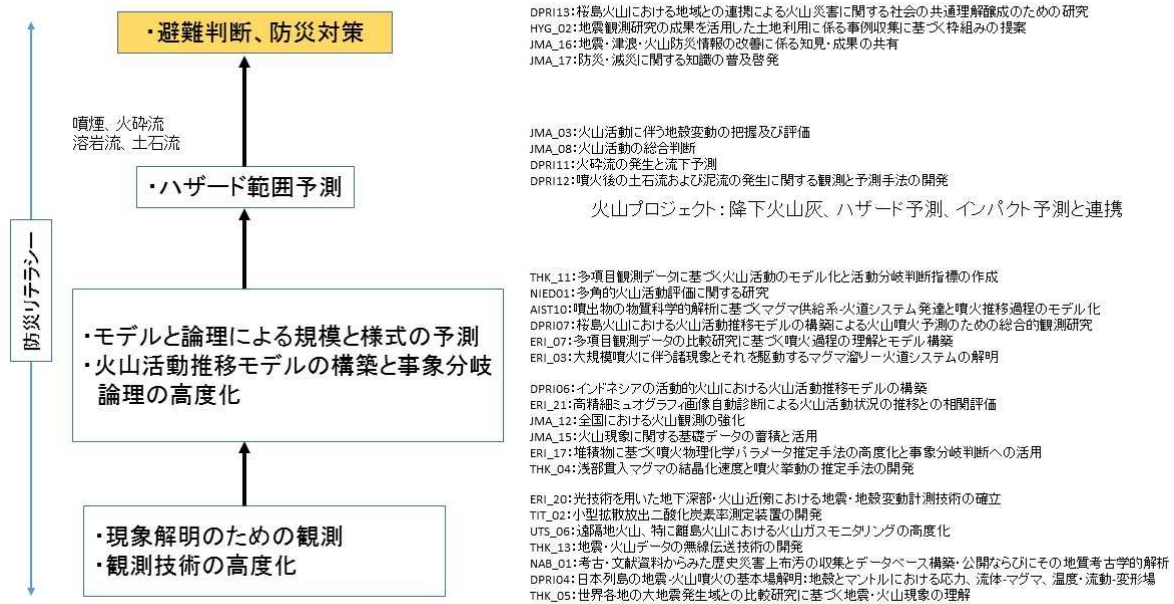 ・避難判断、防災対策
噴煙、火砕流
溶岩流、土石流
・ハザード範囲予測
防災リテラシー
・モデルと論理による規模と様式の予測
・火山活動推移モデルの構築と事象分岐
論理の高度化
・現象解明のための観測
・観測技術の高度化
DPRI13:桜島火山における地域との連携による火山災害に関する社会の共通理解醸成のための研究
HYG_02:地震観測研究の成果を活用した土地利用に係る事例収集に基づく枠組みの提案
JMA_16:地震・津浪・火山防災情報の改善に係る知見・成果の共有
JMA_17:防災・減災に関する知識の普及啓発
JMA_03:火山活動に伴う地殻変動の把握及び評価
JMA_08:火山活動の総合判断
DPRI11:火砕流の発生と流下予測
DPRI12:噴火後の土石流および泥流の発生に関する観測と予測手法の開発
火山プロジェクト:降下火山灰、ハザード予測、インパクト予測と連携
THK_11:多項目観測データに基づく火山活動のモデル化と活動分岐判断指標の作成
NIED01:多角的火山活動評価に関する研究
AIST10:噴出物の物質科学的解析に基づくマグマ供給系-火道システム発達と噴火推移過程のモデル化
DPRI07:桜島火山における火山活動推移モデルの構築による火山噴火予測のための総合的観測研究
ERI_07:多項目観測データの比較研究に基づく噴火過程の理解とモデル構築
ERI_03:大規模噴火に伴う諸現象とそれを駆動するマグマ溜り－火道システムの解明
DPRI06:インドネシアの活動的火山における火山活動推移モデルの構築
ERI_21:高精細ミュオグラフィ画像自動診断による火山活動状況の推移との相関評価
JMA_12:全国における火山観測の強化
JMA_15:火山現象に関する基礎データの蓄積と活用
ERI_17:堆積物に基づく噴火物理化学パラメータ推定手法の高度化と事象分岐判断への活用
THK_04:浅部貫入マグマの結晶化速度と噴火挙動の推定手法の開発
ERI_20:光技術を用いた地下深部・火山近傍における地震・地殻変動計測技術の確立
TIT_02:小型拡散放出二酸化炭素率測定装置の開発
UTS_06:遠隔地火山、特に離島火山における火山ガスモニタリングの高度化
THK_13:地震・火山データの無線伝送技術の開発
NAB_01:考古・文献資料からみた歴史災害上布汚の収集とデータベース構築・公開ならびにその地質考古学的解析
DPRI04:日本列島の地震-火山噴火の基本場解明:地殻とマントルにおける応力、流体-マグマ、温度・流動-変形場
THK_05:世界各地の大地震発生域との比較研究に基づく地震・火山現象の理解